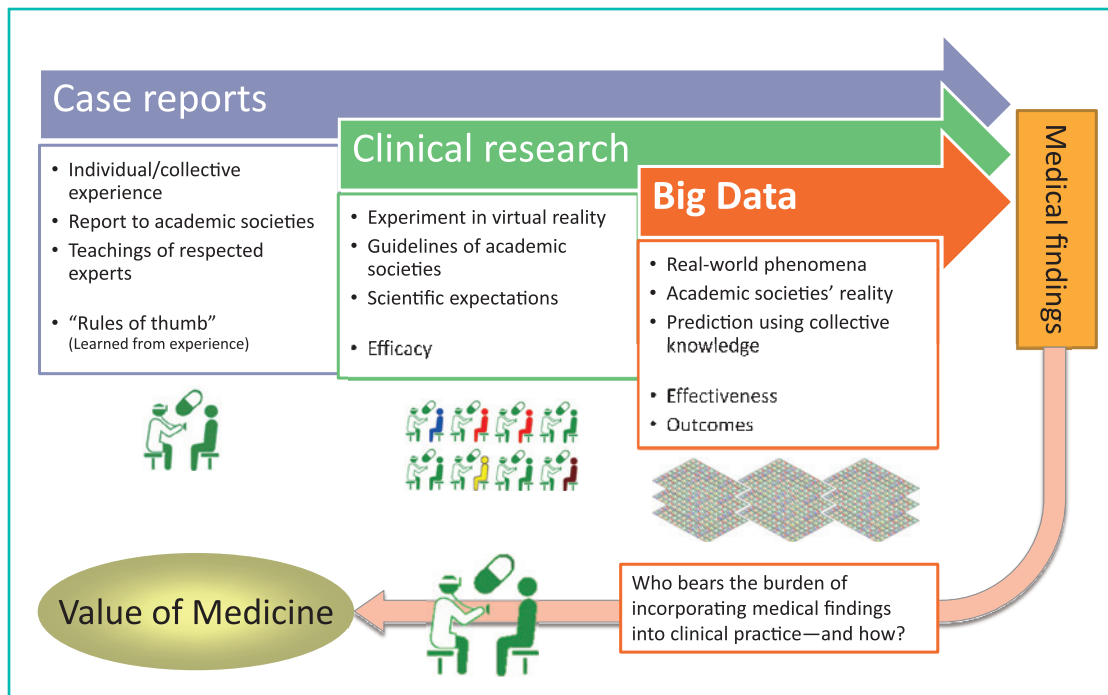 Case reports
• Individual/collective
experience
• Report to academic societies
• Teachings of respected
experts
• “Rules of thumb”
(Learned from experience)
Clinical research
• Experiment in virtual reality
• Guidelines of academic
societies
• Scientific expectations
• Efficacy
Big Data
• Real-world phenomena
• Academic societies’ reality
• Prediction using collective
knowledge
• Effectiveness
• Outcomes
Medical findings
Who bears the burden of
incorporating medical findings
into clinical practice—and how?
Value of Medicine